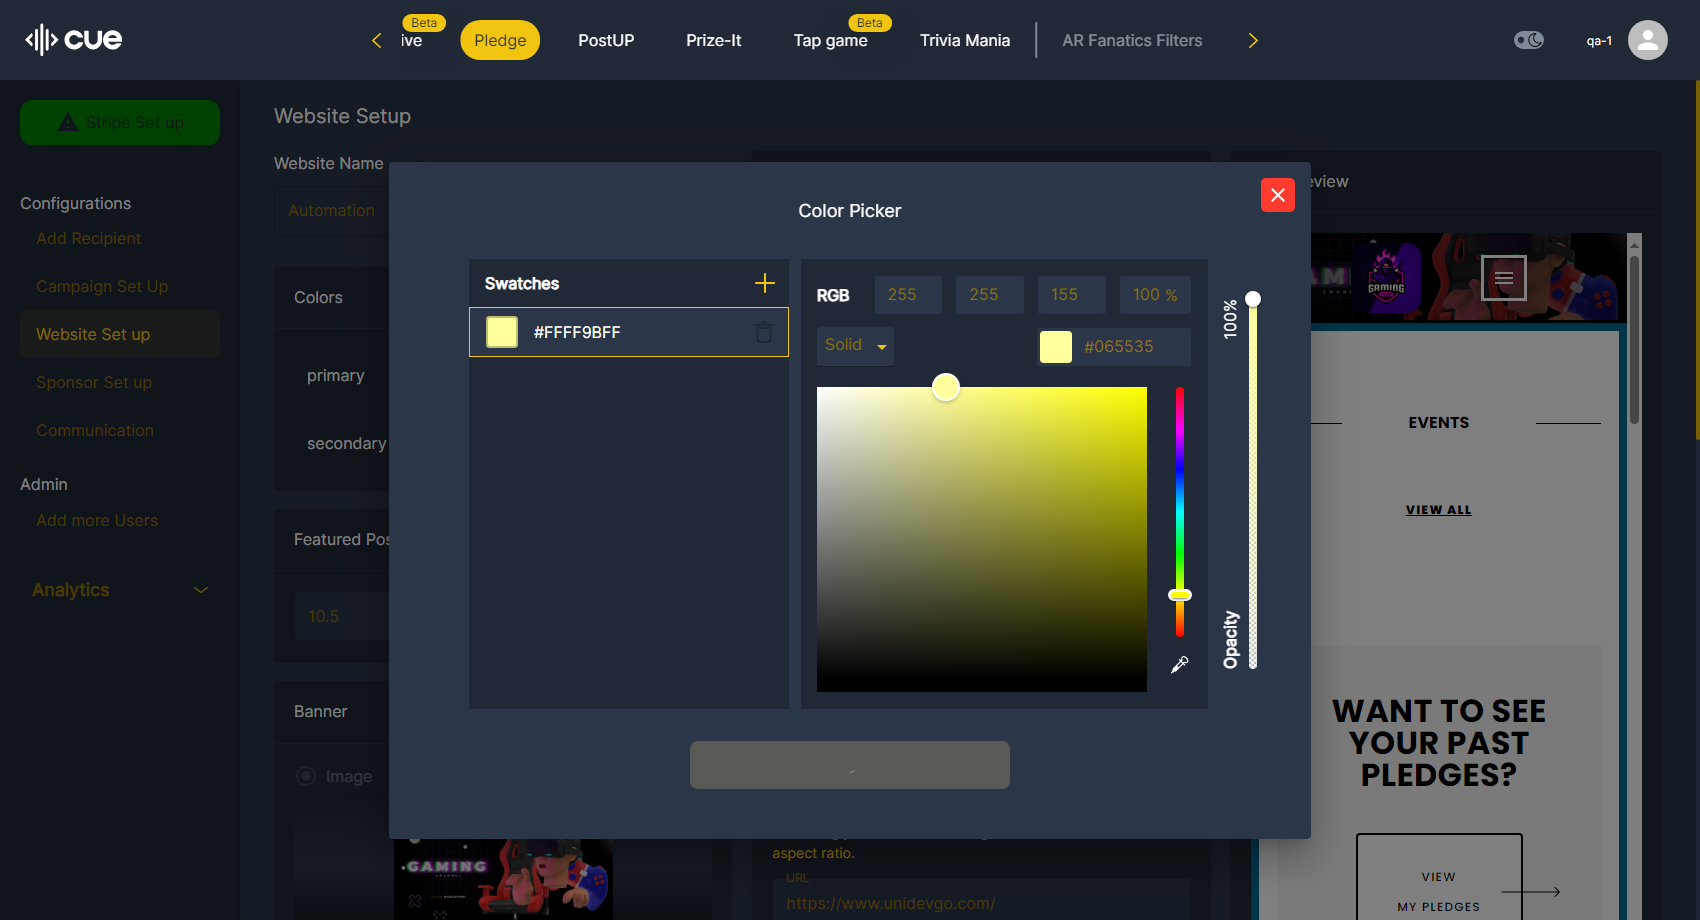 cue
ive
Beta
Pledge
PostUP
Prize-It
Tap game
Beta
Trivia Mania
AR Fanatics Filters
qa-1
Stripe Set up
Configurations
Add Recipient
Campaign Set Up
Website Set up
Sponsor Set up
Communication
Admin
Add more Users
Analytics
Website Setup
Website Name
Automation
Colors
primary
secondary
Featured Pos
10.5
Banner
Image
GAMING
Color Picker
Swatches
#FFFF9BFF
RGB
255
255
155
100 %
Solid
#065535
100%
Opacity
aspect ratio.
URL
https://www.unidevgo.com/
eview
GAMING
EVENTS
VIEW ALL
WANT TO SEE
YOUR PAST
PLEDGES?
VIEW
MY PLEDGES